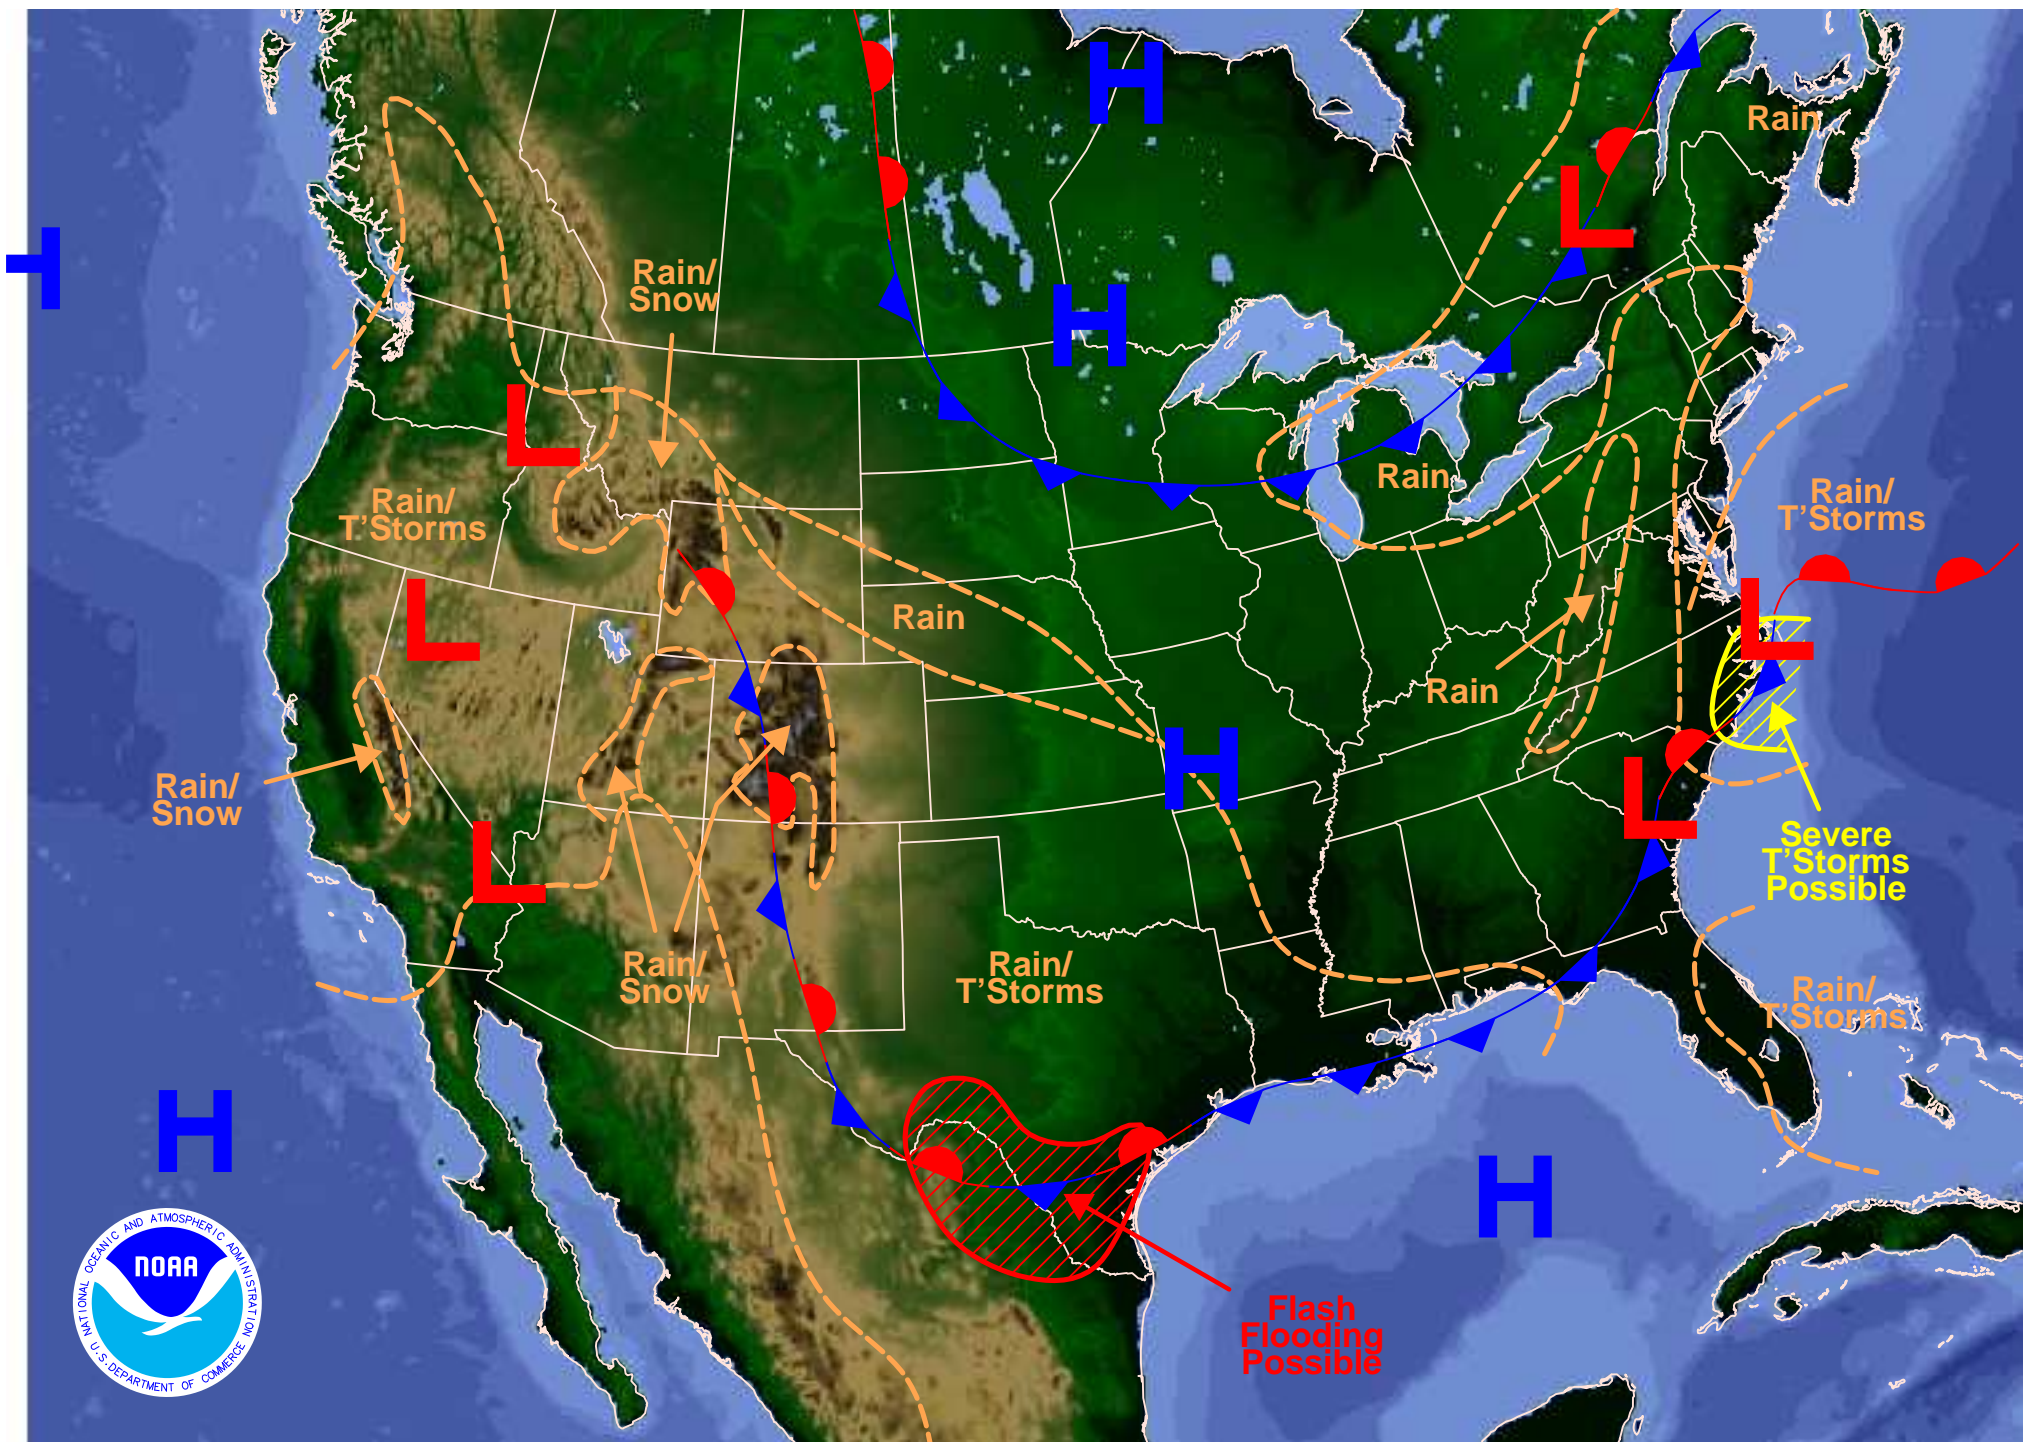 H
Rain
L
H
Rain/
Snow
H
L
Rain
Rain/
T'Storms
Rain/
T'Storms
L
L
Rain
Rain
L
H
Rain/
Snow
L
L
Severe
T'Storms
Possible
Rain/
Snow
Rain/
T'Storms
Rain/
T'Storms
H
H
NATIONAL OCEANIC AND ATMOSPHERIC ADMINISTRATION
NOAA
U.S. DEPARTMENT OF COMMERCE
Flash
Flooding
Possible
H